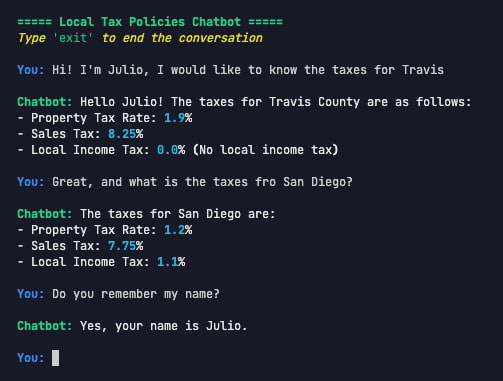 ===== Local Tax Policies Chatbot =====
Type 'exit' to end the conversation
You: Hi! I'm Julio, I would like to know the taxes for Travis
Chatbot: Hello Julio! The taxes for Travis County are as follows:
- Property Tax Rate: 1.9%
- Sales Tax: 8.25%
- Local Income Tax: 0.0% (No local income tax)
You: Great, and what is the taxes fro San Diego?
Chatbot: The taxes for San Diego are:
- Property Tax Rate: 1.2%
- Sales Tax: 7.75%
- Local Income Tax: 1.1%
You: Do you remember my name?
Chatbot: Yes, your name is Julio.
You: